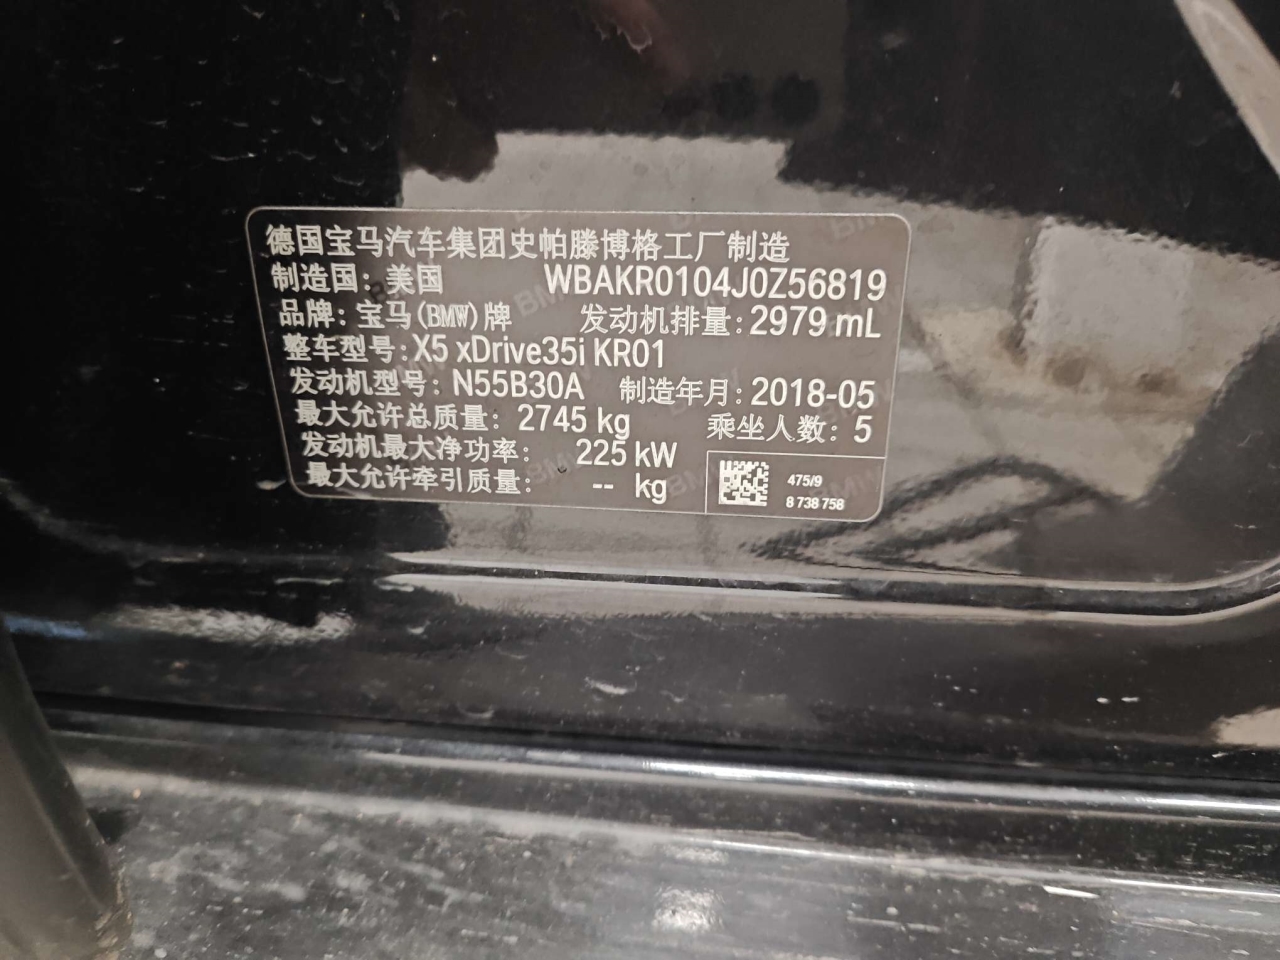 德国宝马汽车集团史帕滕博格工厂制造
制造国：美国 WBAKR0104J0Z56819
品牌：宝马(BMW)牌 发动机排量：2979 mL
整车型号：X5 xDrive35i KR01
发动机型号：N55B30A 制造年月：2018-05
最大允许总质量：2745 kg 乘坐人数：5
发动机最大净功率：225 kW
最大允许牵引质量：-- kg
475/9
8 738 758